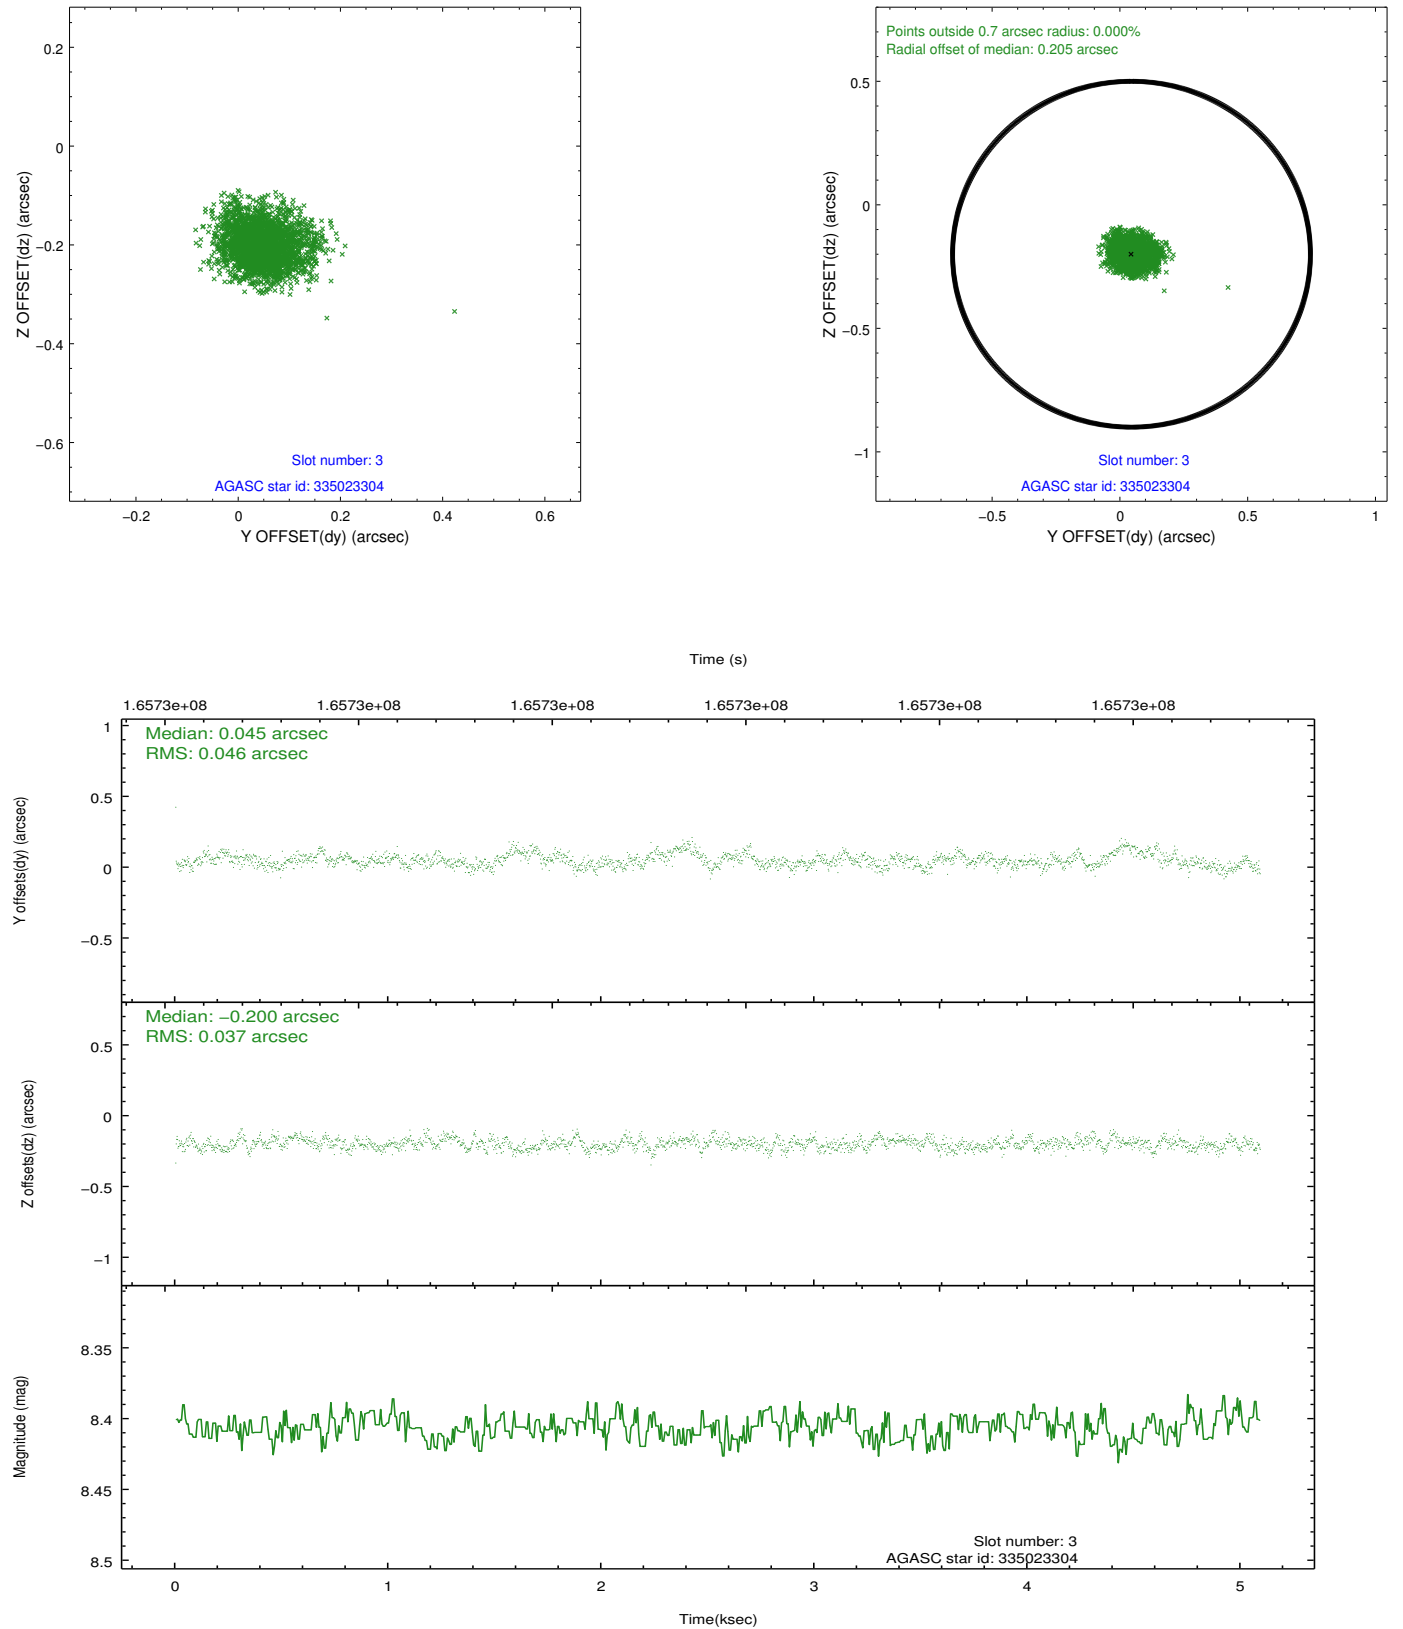 0.2
0
−0.2
−0.4
−0.6
Z OFFSET(dz) (arcsec)
Slot number: 3
AGASC star id: 335023304
−0.2 0 0.2 0.4 0.6
Y OFFSET(dy) (arcsec)
Points outside 0.7 arcsec radius: 0.000%
Radial offset of median: 0.205 arcsec
0.5
0
−0.5
−1
Z OFFSET(dz) (arcsec)
Slot number: 3
AGASC star id: 335023304
−0.5 0 0.5 1
Y OFFSET(dy) (arcsec)
Time (s)
1.6573e+08 1.6573e+08 1.6573e+08 1.6573e+08 1.6573e+08 1.6573e+08
Median: 0.045 arcsec
RMS: 0.046 arcsec
1
0.5
0
−0.5
Y offsets(dy) (arcsec)
Median: −0.200 arcsec
RMS: 0.037 arcsec
0.5
0
−0.5
−1
Z offsets(dz) (arcsec)
8.35
8.4
8.45
8.5
Magnitude (mag)
Slot number: 3
AGASC star id: 335023304
0 1 2 3 4 5
Time(ksec)